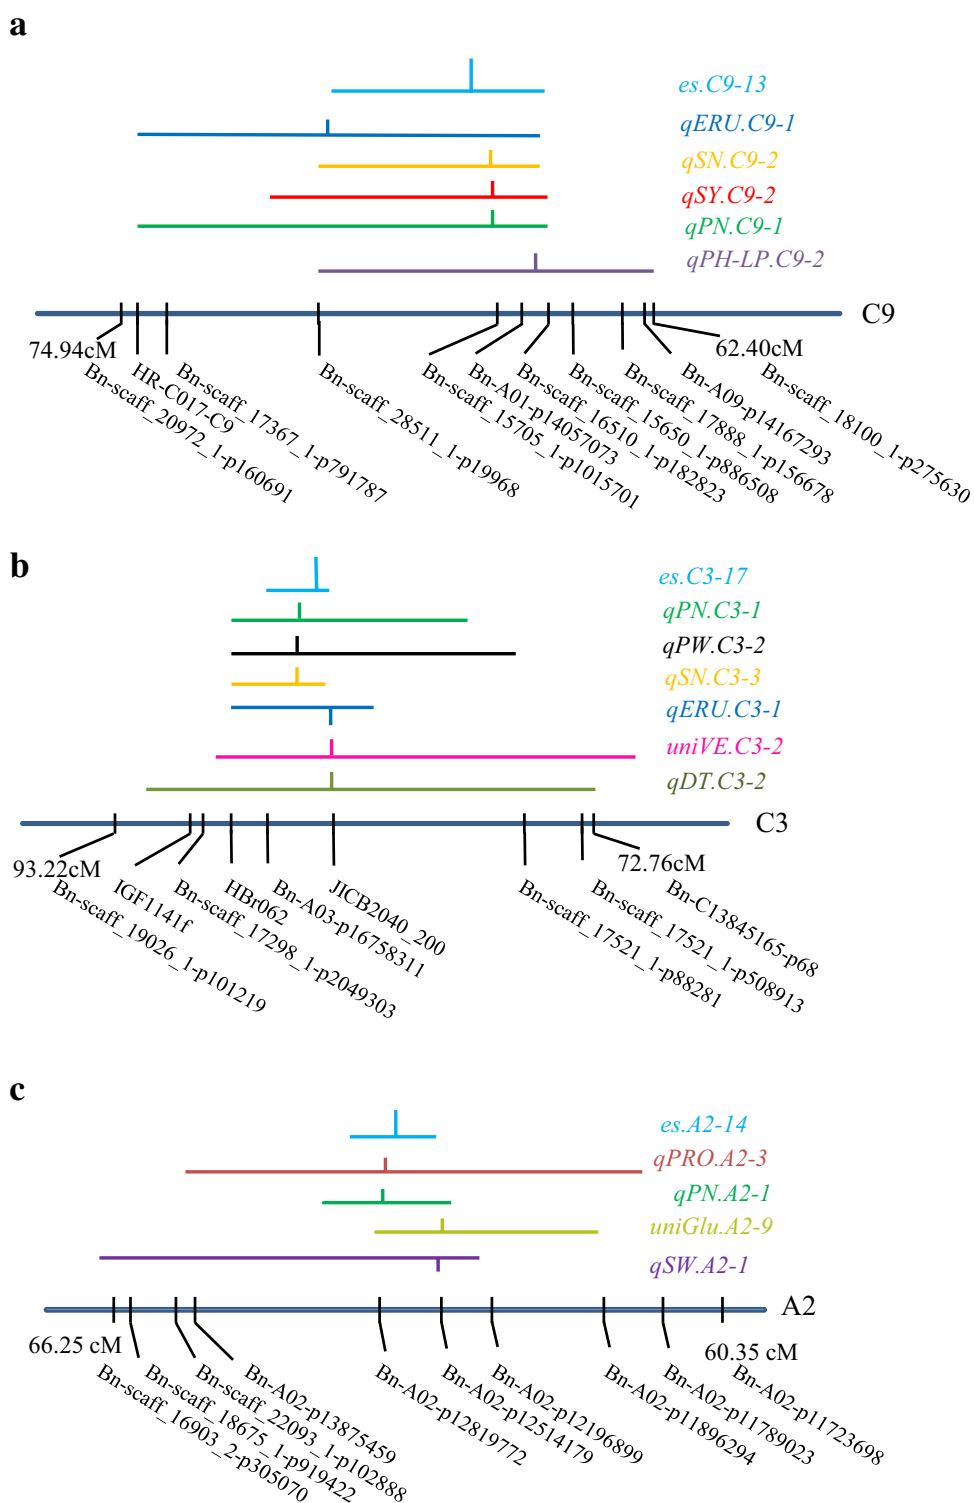 a
es.C9-13
qERU.C9-1
qSN.C9-2
qSY.C9-2
qPN.C9-1
qPH-LP.C9-2
C9
74.94cM
62.40cM
Bn-scaff_20972_1-p160691
HR-C017-C9
Bn-scaff_17367_1-p791787
Bn-scaff_28511_1-p19968
Bn-scaff_15705_1-p1015701
Bn-A01-p14057073
Bn-scaff_16510_1-p182823
Bn-scaff_15650_1-p886508
Bn-scaff_17888_1-p156678
Bn-A09-p14167293
Bn-scaff_18100_1-p275630
b
es.C3-17
qPN.C3-1
qPW.C3-2
qSN.C3-3
qERU.C3-1
uniVE.C3-2
qDT.C3-2
C3
93.22cM
72.76cM
Bn-scaff_19026_1-p101219
IGF1141f
Bn-scaff_17298_1-p2049303
HBr062
Bn-A03-p16758311
JICB2040_200
Bn-scaff_17521_1-p88281
Bn-scaff_17521_1-p508913
Bn-C13845165-p68
c
es.A2-14
qPRO.A2-3
qPN.A2-1
uniGlu.A2-9
qSW.A2-1
A2
66.25 cM
60.35 cM
Bn-scaff_16903_2-p305070
Bn-scaff_18675_1-p919422
Bn-scaff_22093_1-p102888
Bn-A02-p13875459
Bn-A02-p12819772
Bn-A02-p12514179
Bn-A02-p12196899
Bn-A02-p11896294
Bn-A02-p11789023
Bn-A02-p11723698